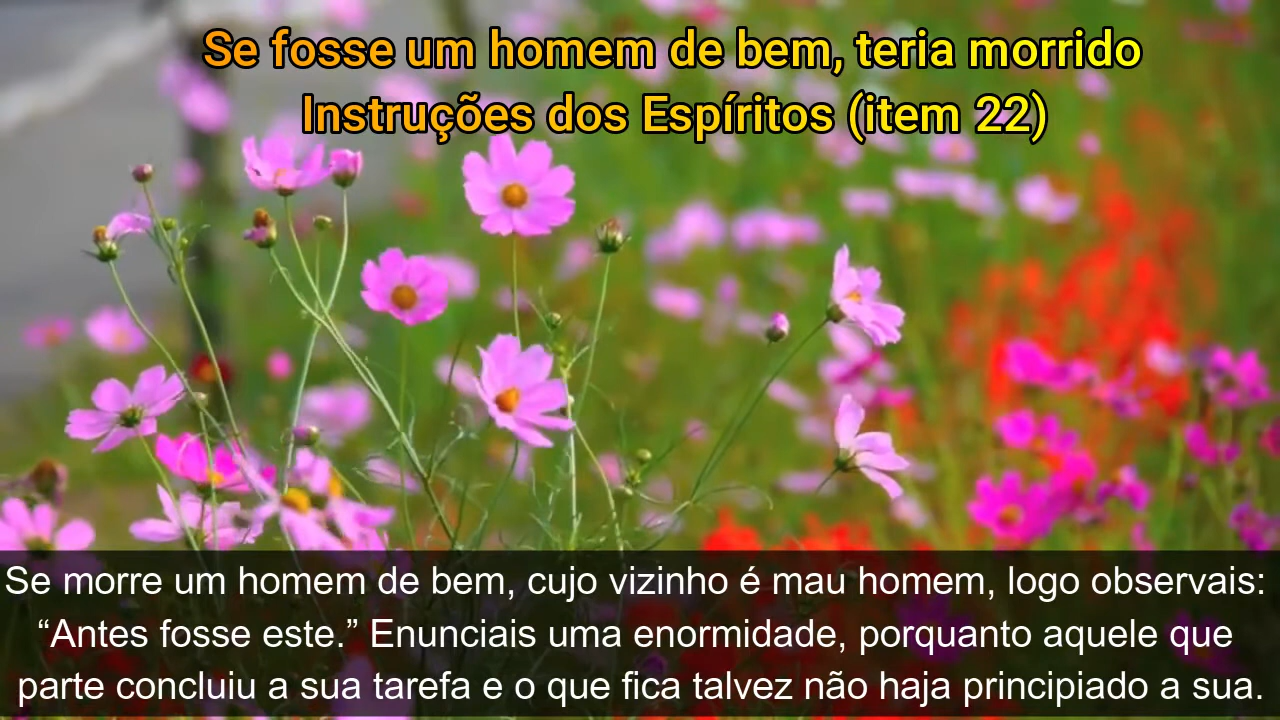 Se fosse um homem de bem, teria morrido
Instruções dos Espíritos (item 22)
Se morre um homem de bem, cujo vizinho é mau homem, logo observais:
“Antes fosse este.” Enunciais uma enormidade, porquanto aquele que
parte concluiu a sua tarefa e o que fica talvez não haja principiado a sua.